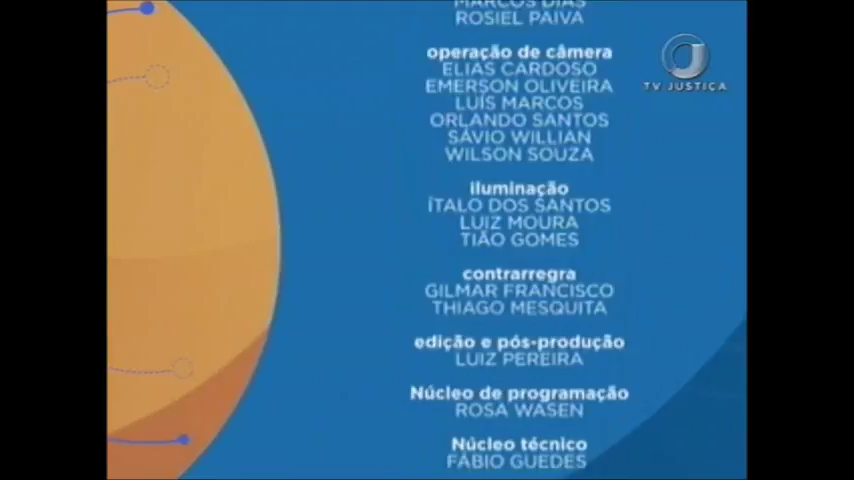 MARCOS DIAS
ROSIEL PAIVA
operação de câmera
ELIAS CARDOSO
EMERSON OLIVEIRA
LUÍS MARCOS
ORLANDO SANTOS
SÁVIO WILLIAN
WILSON SOUZA
iluminação
ÍTALO DOS SANTOS
LUIZ MOURA
TIÃO GOMES
contrarregra
GILMAR FRANCISCO
THIAGO MESQUITA
edição e pós-produção
LUIZ PEREIRA
Núcleo de programação
ROSA WASEN
Núcleo técnico
FÁBIO GUEDES
TV JUSTIÇA